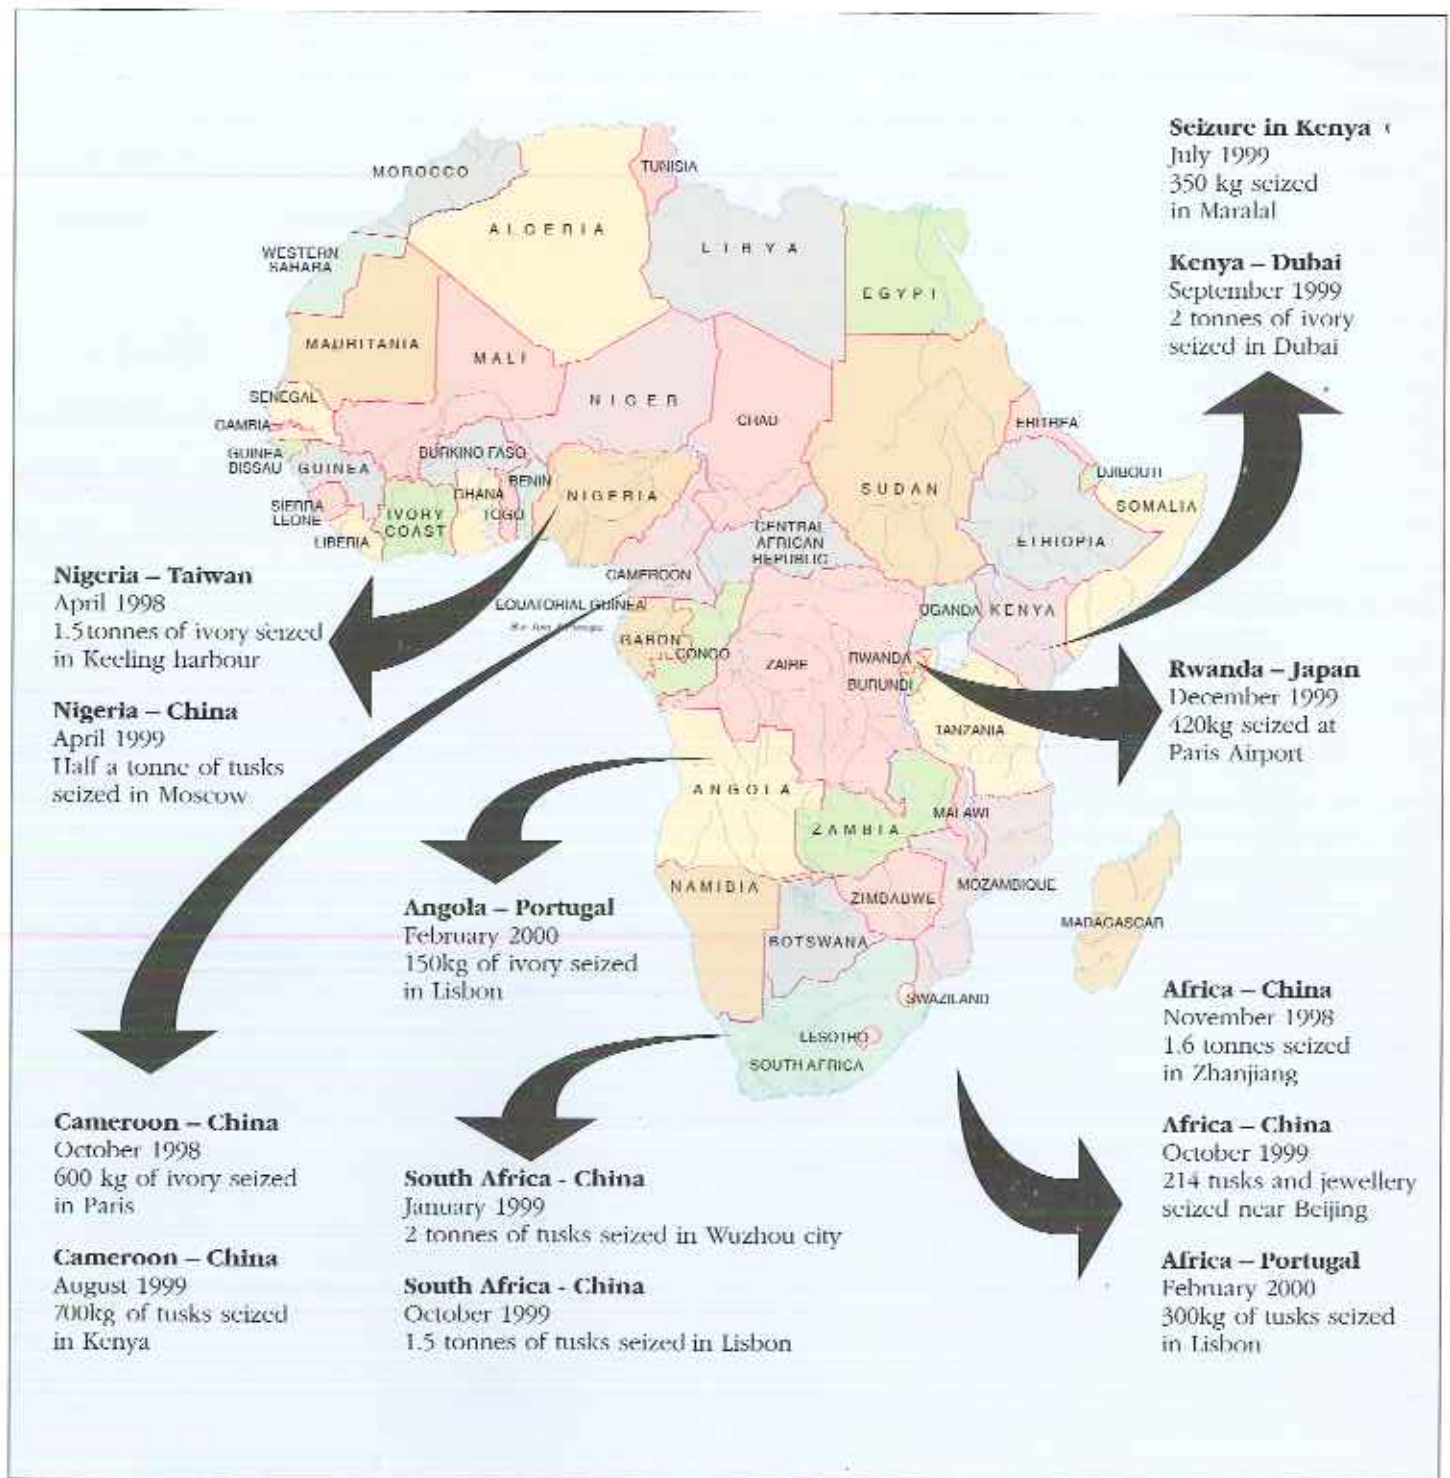 Seizure in Kenya
July 1999
350 kg seized
in Maralal
Kenya – Dubai
September 1999
2 tonnes of ivory
seized in Dubai
MOROCCO
TUNISIA
ALGERIA
LIBYA
EGYPT
WESTERN
SAHARA
MAURITANIA
MALI
NIGER
CHAD
SUDAN
ERITREA
SENEGAL
GAMBIA
GUINEA
BISSAU
GUINEA
BURKINO FASO
BENIN
NIGERIA
DJIBOUTI
SOMALIA
SIERRA
LEONE
IVORY
COAST
GHANA
TOGO
LIBERIA
CENTRAL
AFRICAN
REPUBLIC
ETHIOPIA
CAMEROON
EQUATORIAL GUINEA
UGANDA
KENYA
GABON
CONGO
ZAIRE
RWANDA
BURUNDI
TANZANIA
ANGOLA
ZAMBIA
MALAWI
NAMIBIA
ZIMBABWE
MOZAMBIQUE
BOTSWANA
MADAGASCAR
SWAZILAND
LESOTHO
SOUTH AFRICA
Nigeria – Taiwan
April 1998
1.5 tonnes of ivory seized
in Keeling harbour
Nigeria – China
April 1999
Half a tonne of tusks
seized in Moscow
Rwanda – Japan
December 1999
420kg seized at
Paris Airport
Angola – Portugal
February 2000
150kg of ivory seized
in Lisbon
Cameroon – China
October 1998
600 kg of ivory seized
in Paris
Cameroon – China
August 1999
700kg of tusks seized
in Kenya
South Africa - China
January 1999
2 tonnes of tusks seized in Wuzhou city
South Africa - China
October 1999
1.5 tonnes of tusks seized in Lisbon
Africa – China
November 1998
1.6 tonnes seized
in Zhanjiang
Africa – China
October 1999
214 tusks and jewellery
seized near Beijing
Africa – Portugal
February 2000
300kg of tusks seized
in Lisbon